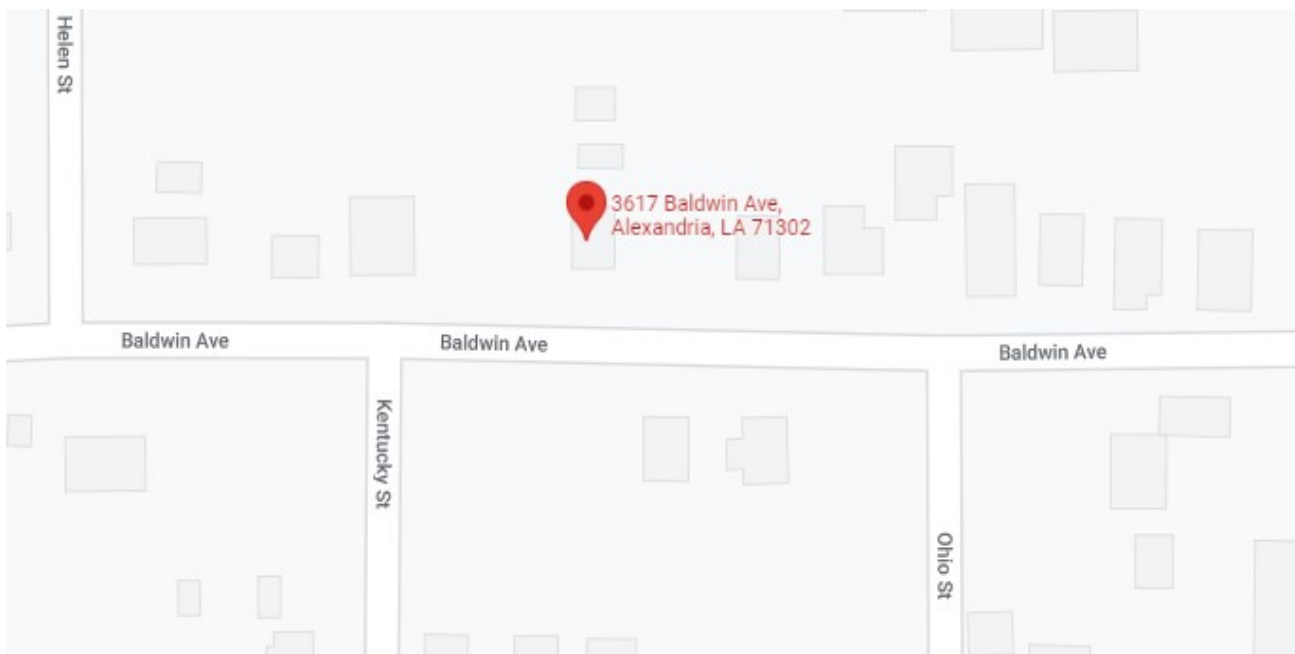 Helen St
3617 Baldwin Ave,
Alexandria, LA 71302
Baldwin Ave
Baldwin Ave
Baldwin Ave
Kentucky St
Ohio St